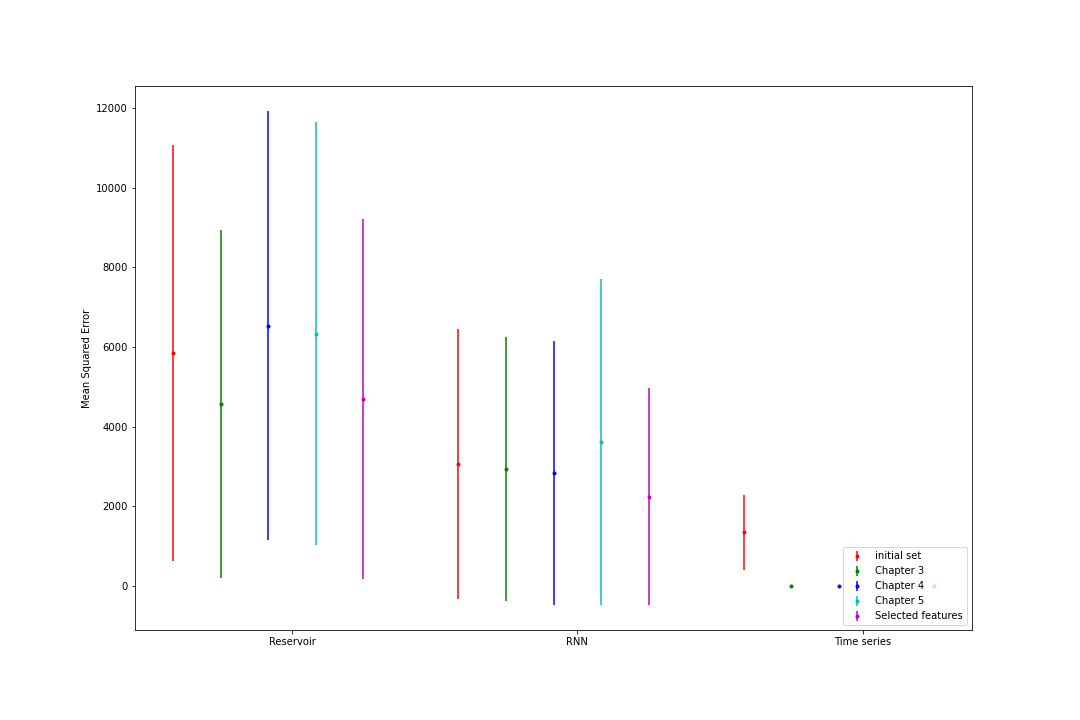 12000
10000
8000
6000
4000
2000
0
Mean Squared Error
Reservoir
RNN
Time series
initial set
Chapter 3
Chapter 4
Chapter 5
Selected features